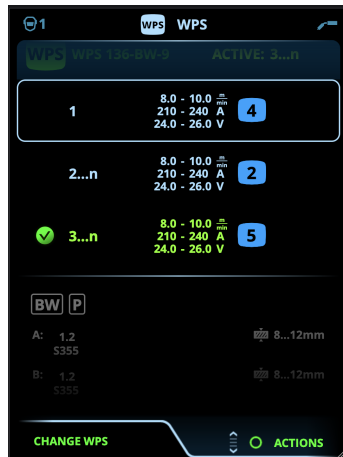 1 WPS WPS
WPS WPS 136-BW-9 ACTIVE: 3...n
8.0 - 10.0 m/min
1 210 - 240 A 4
24.0 - 26.0 V
8.0 - 10.0 m/min
2...n 210 - 240 A 2
24.0 - 26.0 V
8.0 - 10.0 m/min
3...n 210 - 240 A 5
24.0 - 26.0 V
BW P
A: 1.2 8...12mm
S355
B: 1.2 8...12mm
S355
CHANGE WPS ACTIONS